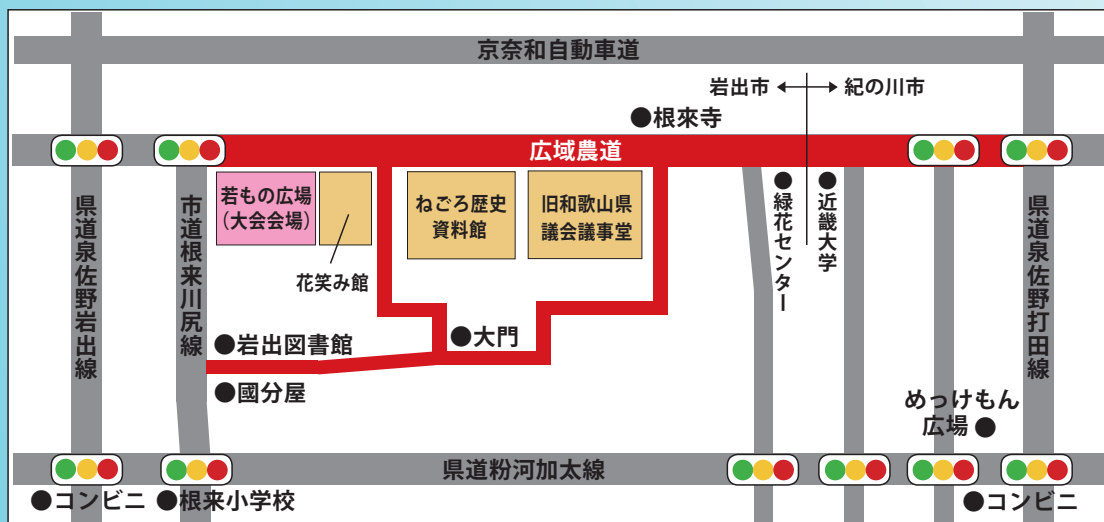 京奈和自動車道
岩出市
紀の川市
●根來寺
広域農道
若もの広場
(大会会場)
花笑み館
ねごろ歴史
資料館
旧和歌山県
議会議事堂
●緑花センター
●近畿大学
県道泉佐野岩出線
市道根来川尻線
県道泉佐野打田線
●岩出図書館
●大門
●國分屋
めっけもん
広場●
県道粉河加太線
●コンビニ
●根来小学校
●コンビニ